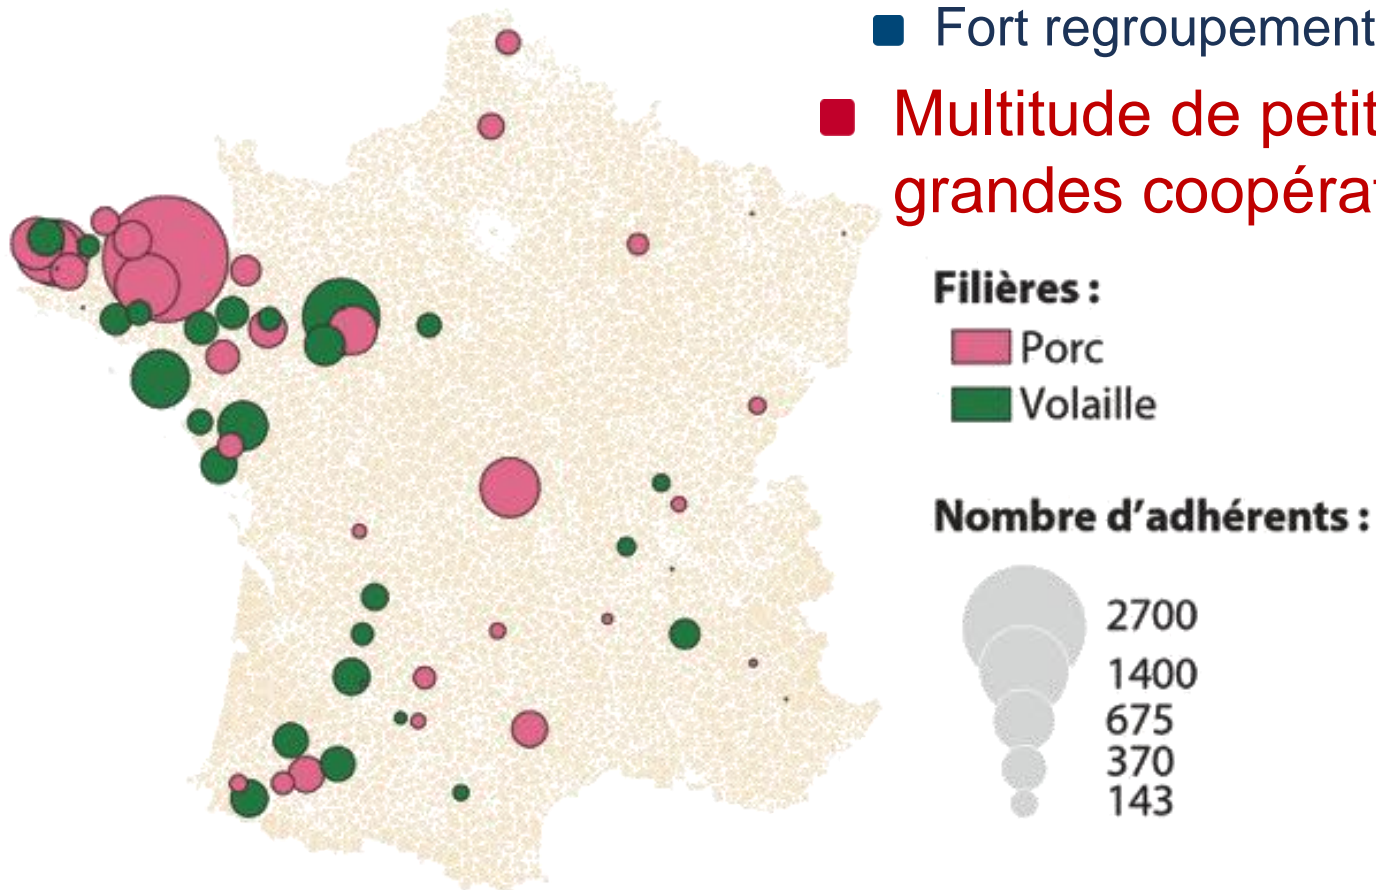 Fort regroupement
Multitude de petit
grandes coopérat
Filières :
Porc
Volaille
Nombre d’adhérents :
2700
1400
675
370
143